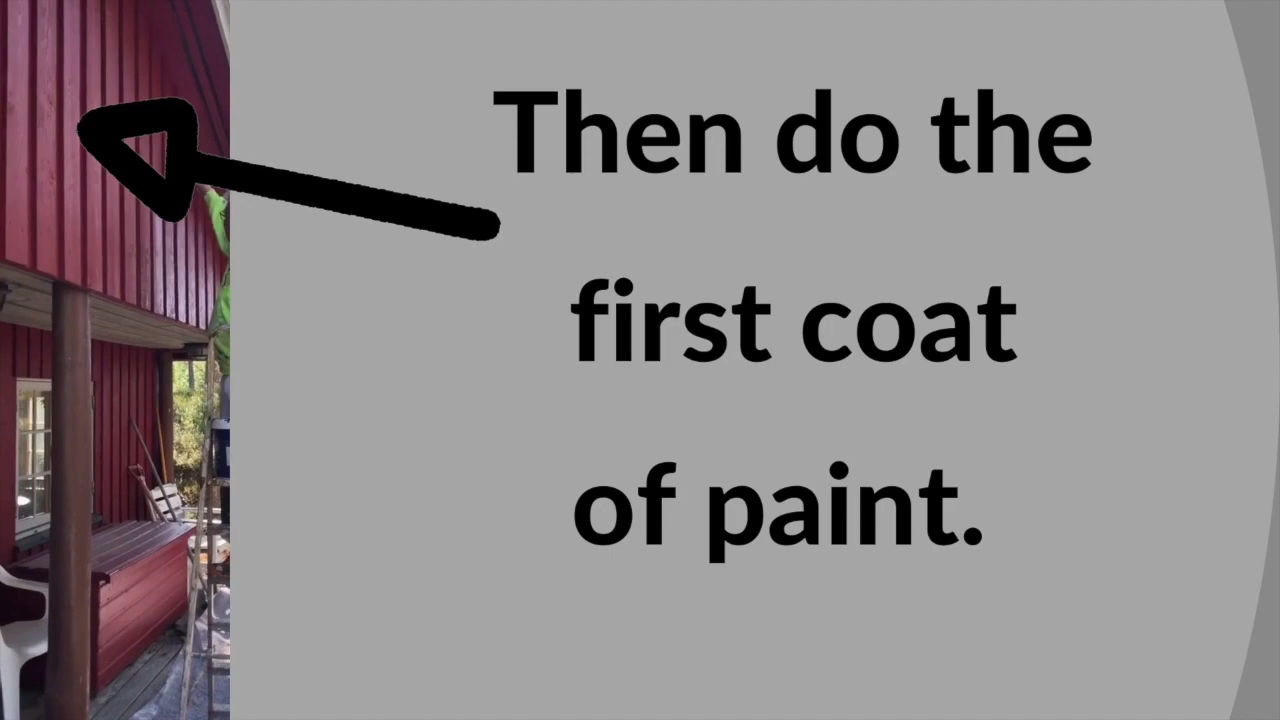 Then do the
first coat
of paint.